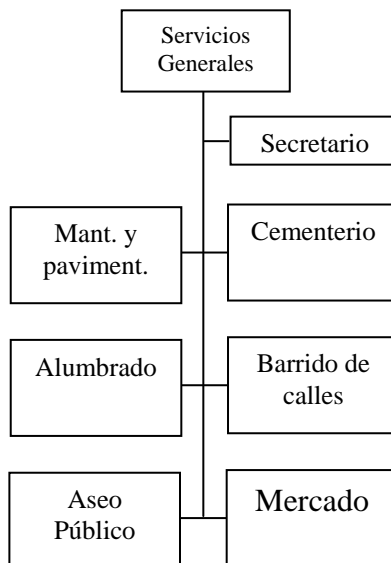 Servicios
Generales
Secretario
Mant. y
paviment.
Cementerio
Alumbrado
Barrido de
calles
Aseo
Público
Mercado